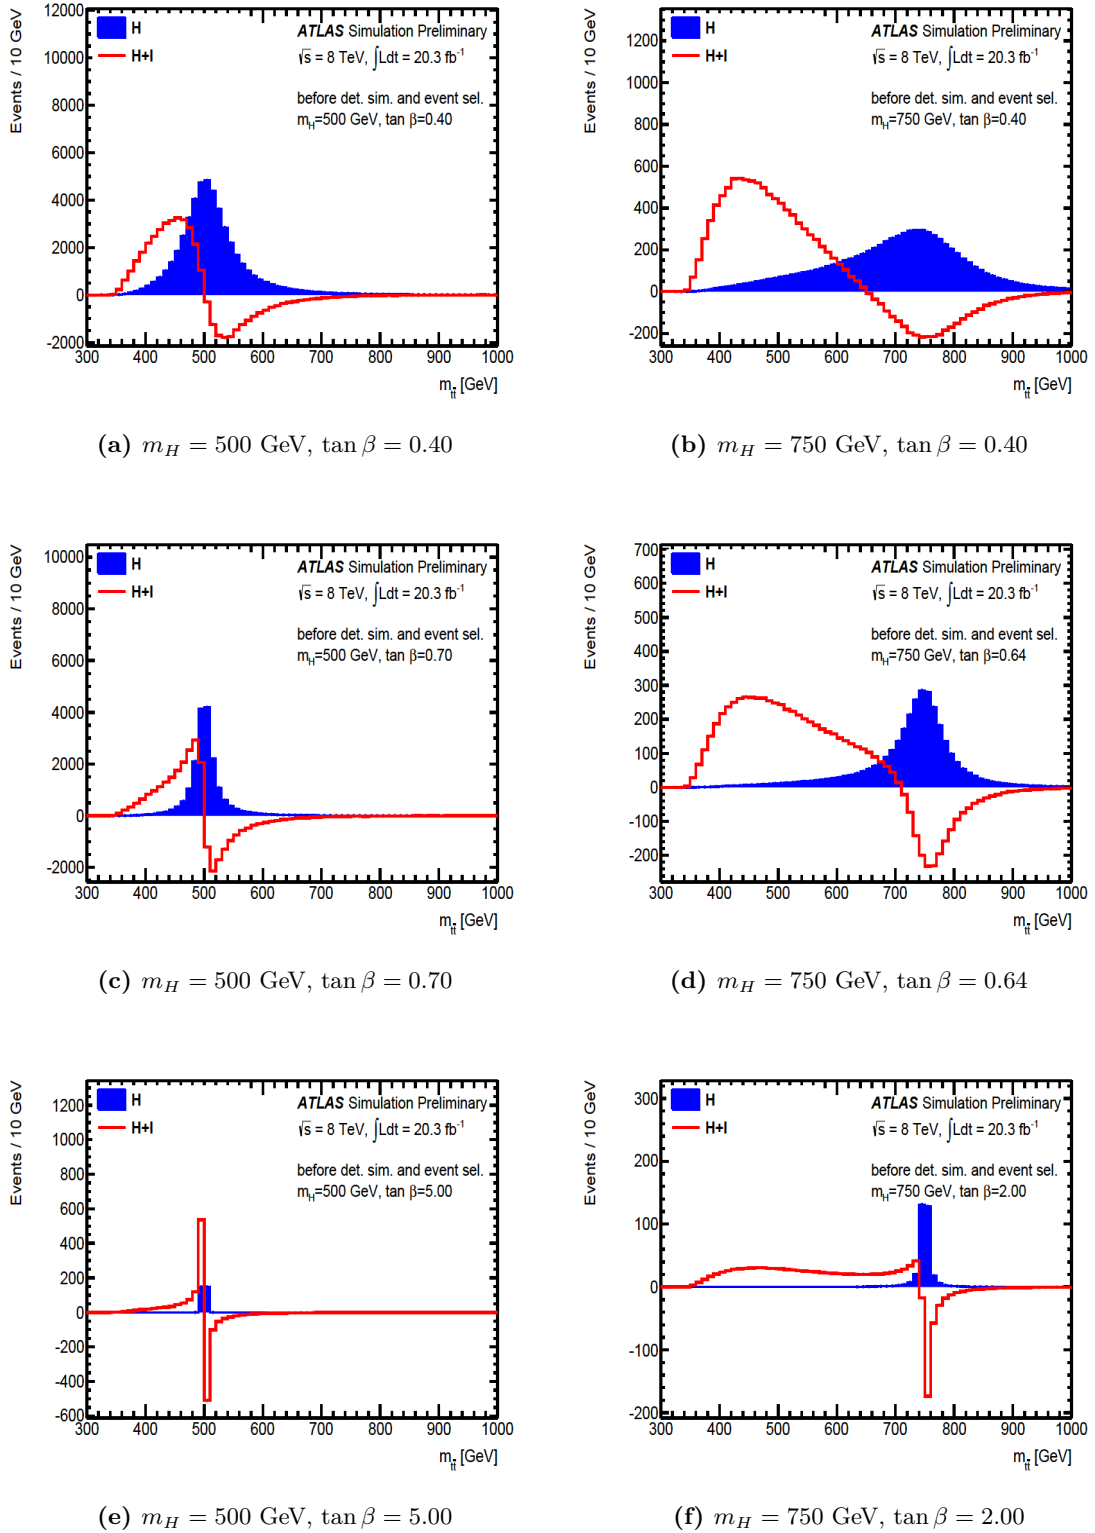 Events / 10 GeV
12000
10000
8000
6000
4000
2000
0
-2000
H
H+I
ATLAS Simulation Preliminary
√s = 8 TeV, ∫Ldt = 20.3 fb⁻¹
before det. sim. and event sel.
m_H=500 GeV, tan β=0.40
300 400 500 600 700 800 900 1000
m_tt̄ [GeV]
(a) m_H = 500 GeV, tan β = 0.40
Events / 10 GeV
1200
1000
800
600
400
200
0
-200
H
H+I
ATLAS Simulation Preliminary
√s = 8 TeV, ∫Ldt = 20.3 fb⁻¹
before det. sim. and event sel.
m_H=750 GeV, tan β=0.40
300 400 500 600 700 800 900 1000
m_tt̄ [GeV]
(b) m_H = 750 GeV, tan β = 0.40
Events / 10 GeV
10000
8000
6000
4000
2000
0
-2000
H
H+I
ATLAS Simulation Preliminary
√s = 8 TeV, ∫Ldt = 20.3 fb⁻¹
before det. sim. and event sel.
m_H=500 GeV, tan β=0.70
300 400 500 600 700 800 900 1000
m_tt̄ [GeV]
(c) m_H = 500 GeV, tan β = 0.70
Events / 10 GeV
700
600
500
400
300
200
100
0
-100
-200
H
H+I
ATLAS Simulation Preliminary
√s = 8 TeV, ∫Ldt = 20.3 fb⁻¹
before det. sim. and event sel.
m_H=750 GeV, tan β=0.64
300 400 500 600 700 800 900 1000
m_tt̄ [GeV]
(d) m_H = 750 GeV, tan β = 0.64
Events / 10 GeV
1200
1000
800
600
400
200
0
-200
-400
-600
H
H+I
ATLAS Simulation Preliminary
√s = 8 TeV, ∫Ldt = 20.3 fb⁻¹
before det. sim. and event sel.
m_H=500 GeV, tan β=5.00
300 400 500 600 700 800 900 1000
m_tt̄ [GeV]
(e) m_H = 500 GeV, tan β = 5.00
Events / 10 GeV
300
200
100
0
-100
-200
H
H+I
ATLAS Simulation Preliminary
√s = 8 TeV, ∫Ldt = 20.3 fb⁻¹
before det. sim. and event sel.
m_H=750 GeV, tan β=2.00
300 400 500 600 700 800 900 1000
m_tt̄ [GeV]
(f) m_H = 750 GeV, tan β = 2.00